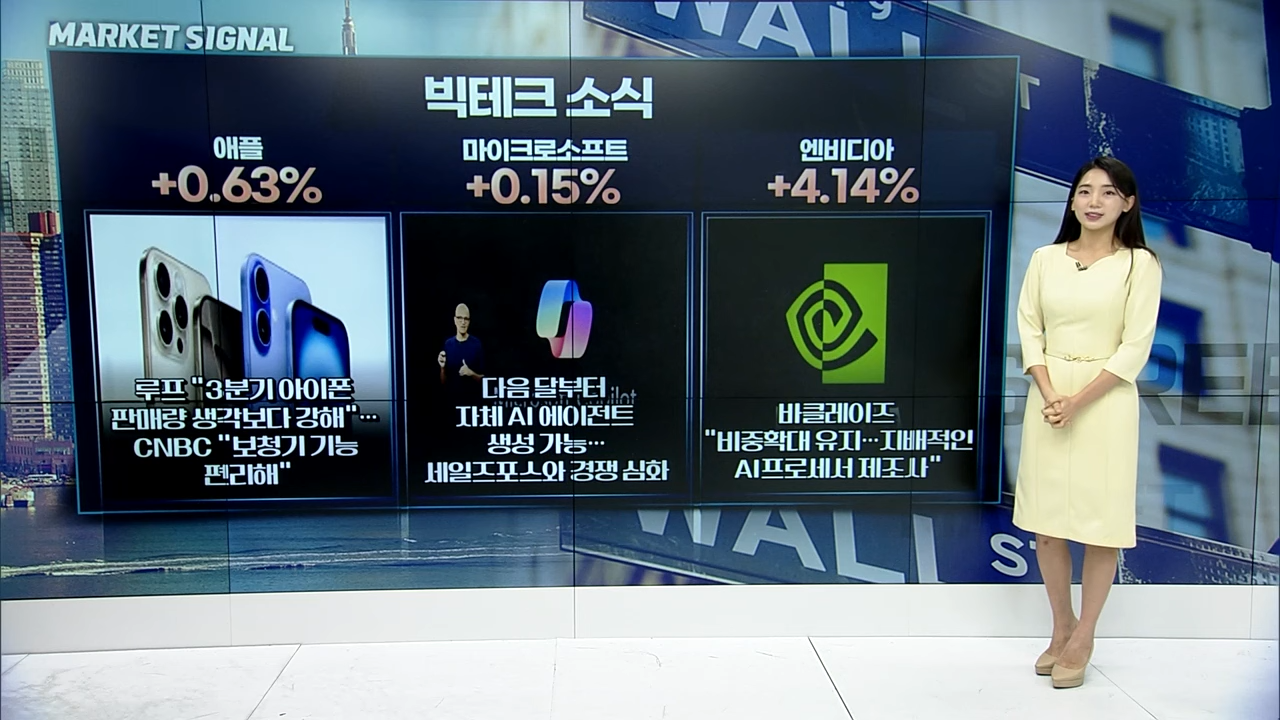 MARKET SIGNAL
빅테크 소식
애플
+0.63%
루프 "3분기 아이폰
판매량 생각보다 강해"…
CNBC "보청기 기능
편리해"
마이크로소프트
+0.15%
다음 달부터
자체 AI 에이전트
생성 가능…
세일즈포스와 경쟁 심화
엔비디아
+4.14%
바클레이즈
"비중확대 유지…지배적인
AI프로세서 제조사"
WALL
WALL
ST